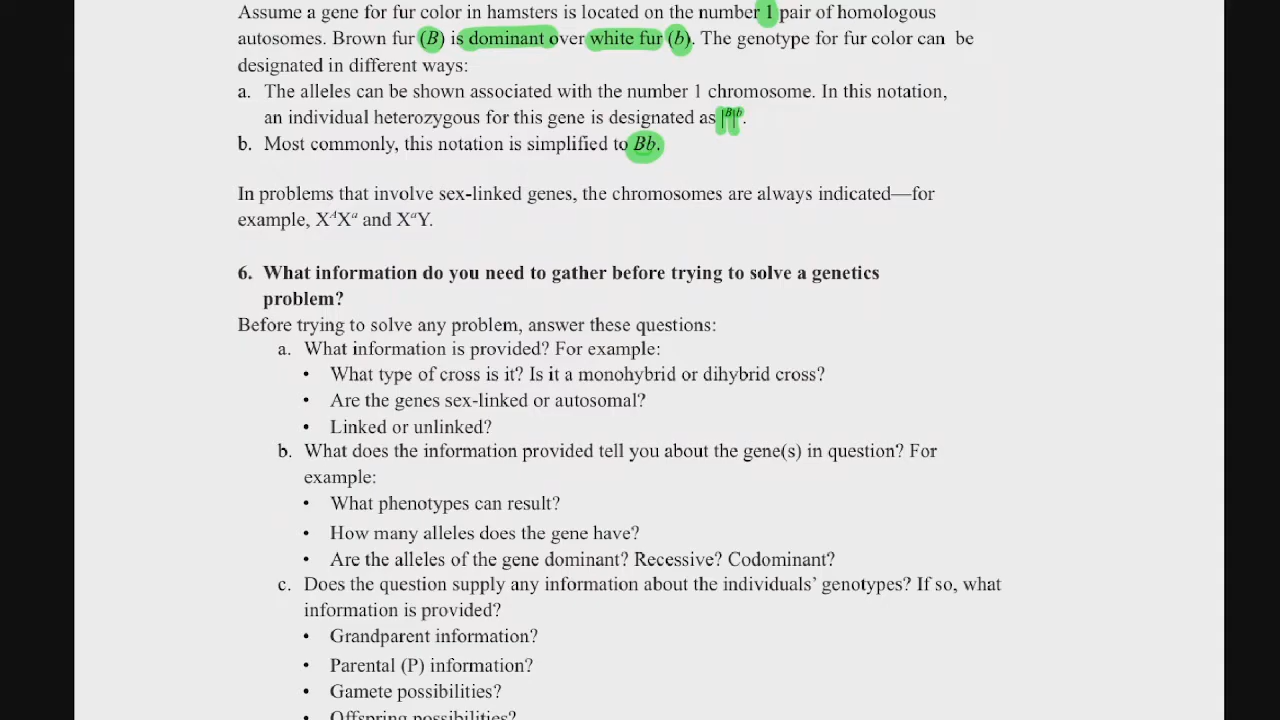 Assume a gene for fur color in hamsters is located on the number 1 pair of homologous
autosomes. Brown fur (B) is dominant over white fur (b). The genotype for fur color can be
designated in different ways:
a. The alleles can be shown associated with the number 1 chromosome. In this notation,
an individual heterozygous for this gene is designated as |ᴮ|ᵇ.
b. Most commonly, this notation is simplified to Bb.
In problems that involve sex-linked genes, the chromosomes are always indicated—for
example, XᴬXᵃ and XᵃY.
6. What information do you need to gather before trying to solve a genetics
problem?
Before trying to solve any problem, answer these questions:
a. What information is provided? For example:
• What type of cross is it? Is it a monohybrid or dihybrid cross?
• Are the genes sex-linked or autosomal?
• Linked or unlinked?
b. What does the information provided tell you about the gene(s) in question? For
example:
• What phenotypes can result?
• How many alleles does the gene have?
• Are the alleles of the gene dominant? Recessive? Codominant?
c. Does the question supply any information about the individuals’ genotypes? If so, what
information is provided?
• Grandparent information?
• Parental (P) information?
• Gamete possibilities?
• Offspring possibilities?